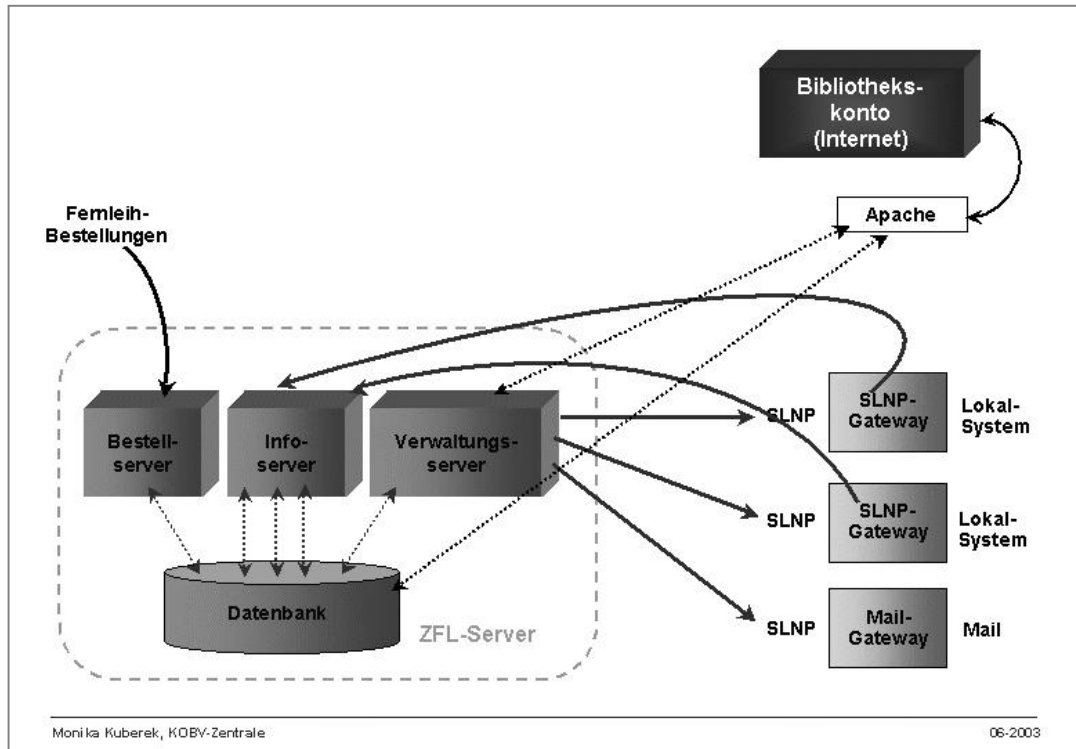 Bibliotheks-
konto
(Internet)
Apache
Fernleih-
Bestellungen
Bestell-
server
Info-
server
Verwaltungs-
server
SLNP
SLNP-
Gateway
Lokal-
System
SLNP
SLNP-
Gateway
Lokal-
System
SLNP
Mail-
Gateway
Mail
Datenbank
ZFL-Server
Monika Kuberek, KOBV-Zentrale
06-2003